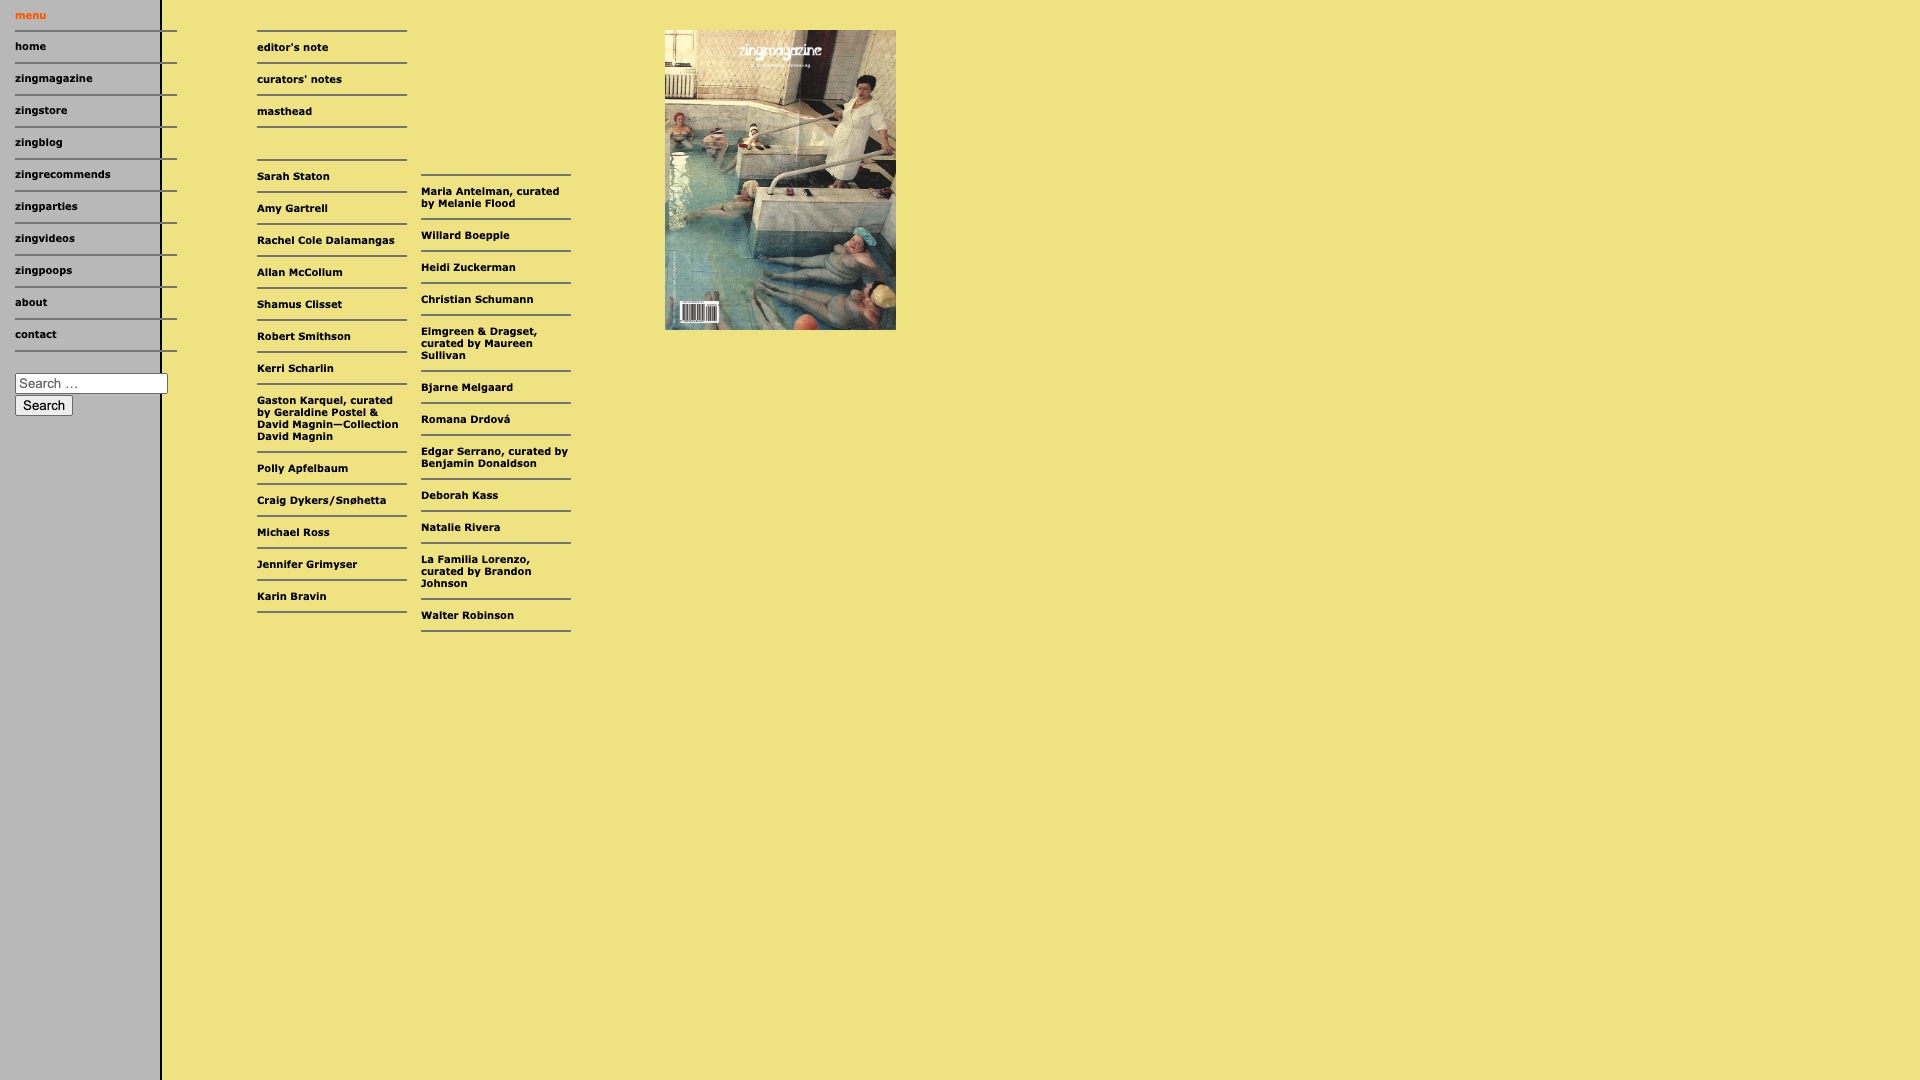 menu
home
zingmagazine
zingstore
zingblog
zingrecommends
zingparties
zingvideos
zingpoops
about
contact
Search …
Search
editor's note
curators' notes
masthead
Sarah Staton
Amy Gartrell
Rachel Cole Dalamangas
Allan McCollum
Shamus Clisset
Robert Smithson
Kerri Scharlin
Gaston Karquel, curated
by Geraldine Postel &
David Magnin—Collection
David Magnin
Polly Apfelbaum
Craig Dykers/Snøhetta
Michael Ross
Jennifer Grimyser
Karin Bravin
Maria Antelman, curated
by Melanie Flood
Willard Boepple
Heidi Zuckerman
Christian Schumann
Elmgreen & Dragset,
curated by Maureen
Sullivan
Bjarne Melgaard
Romana Drdová
Edgar Serrano, curated by
Benjamin Donaldson
Deborah Kass
Natalie Rivera
La Familia Lorenzo,
curated by Brandon
Johnson
Walter Robinson
zingmagazine